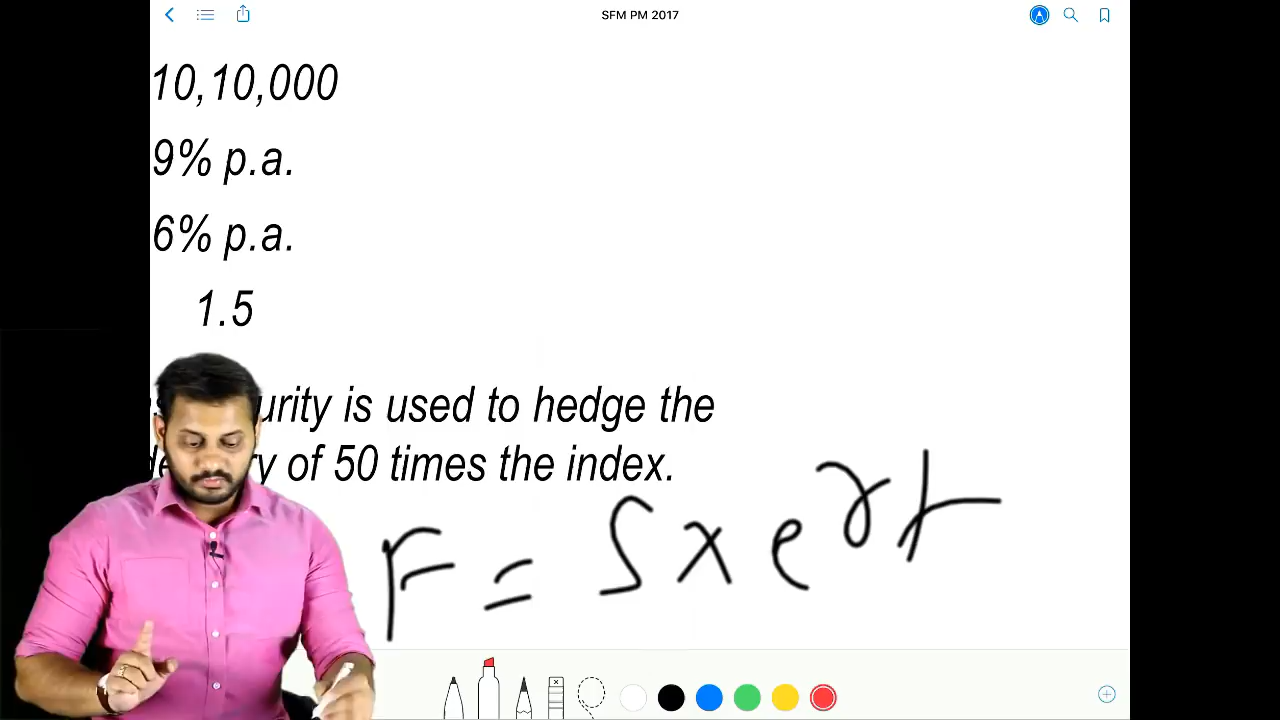 SFM PM 2017
10,10,000
9% p.a.
6% p.a.
1.5
is used to hedge the
of 50 times the index.
F = S x e^rt